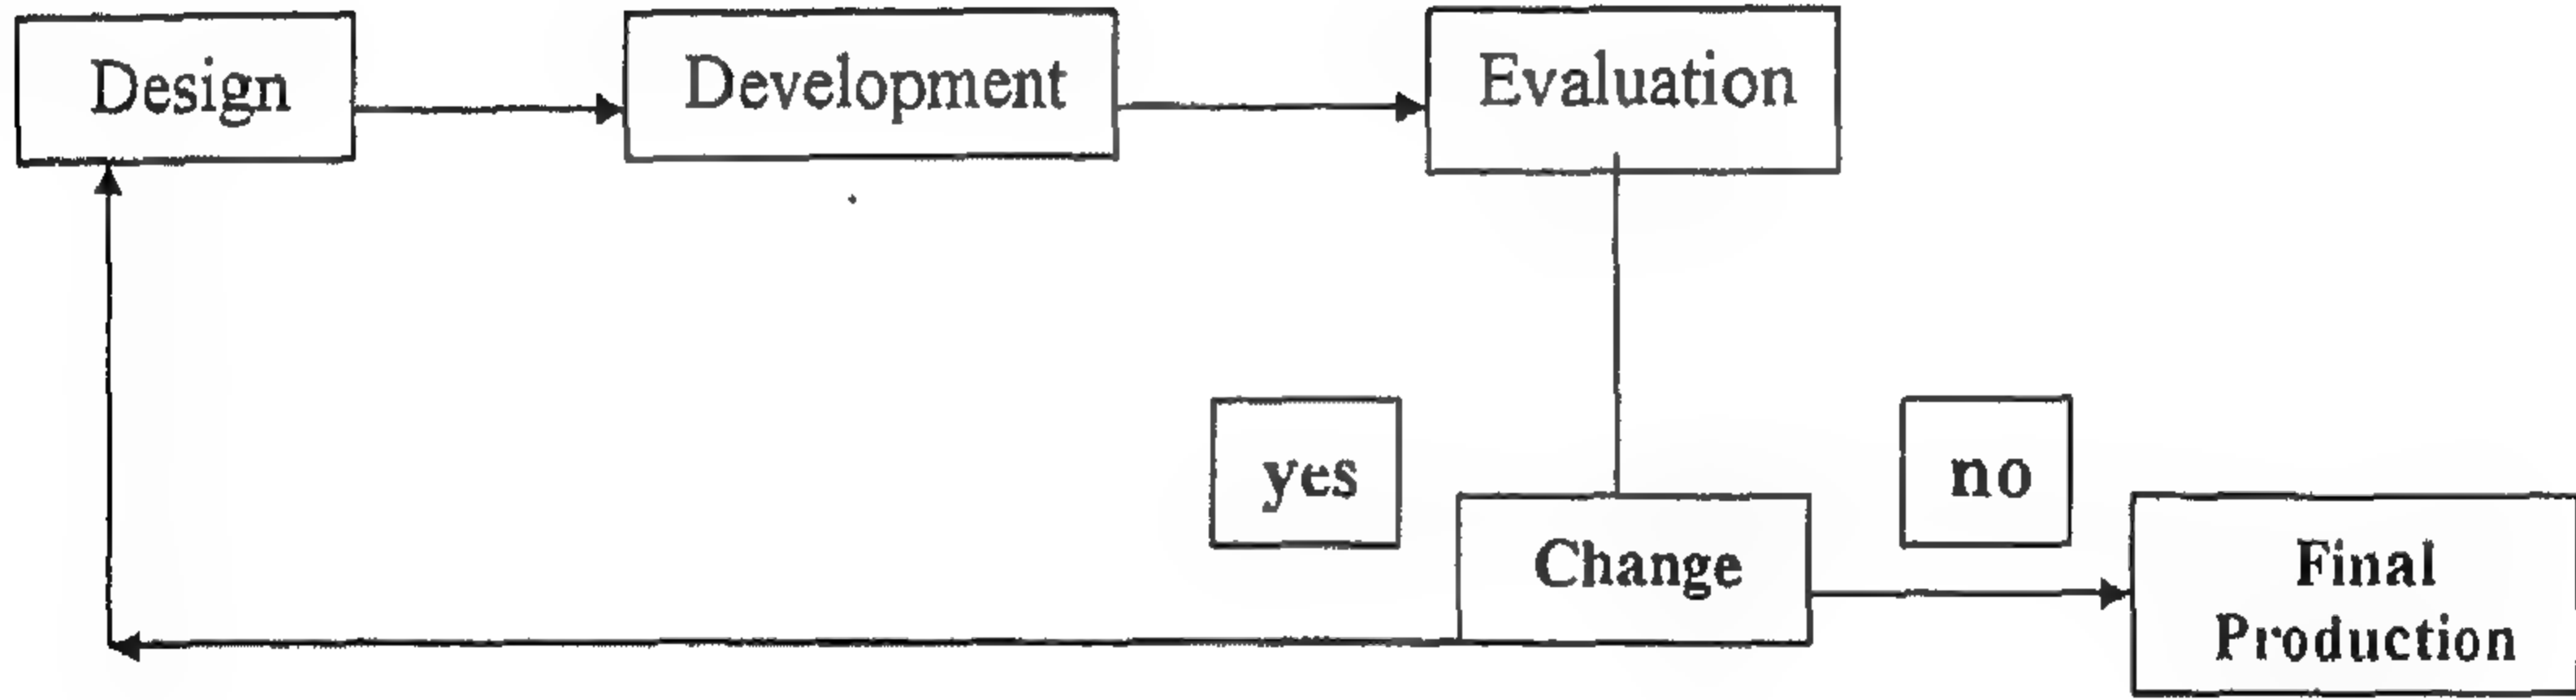 Design
Development
Evaluation
yes
no
Change
Final
Production